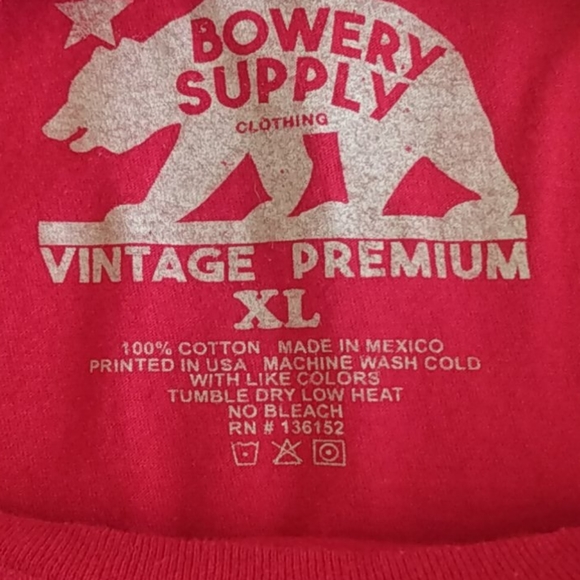 BOWERY
SUPPLY
CLOTHING
VINTAGE PREMIUM
XL
100% COTTON MADE IN MEXICO
PRINTED IN USA MACHINE WASH COLD
WITH LIKE COLORS
TUMBLE DRY LOW HEAT
NO BLEACH
RN # 136152